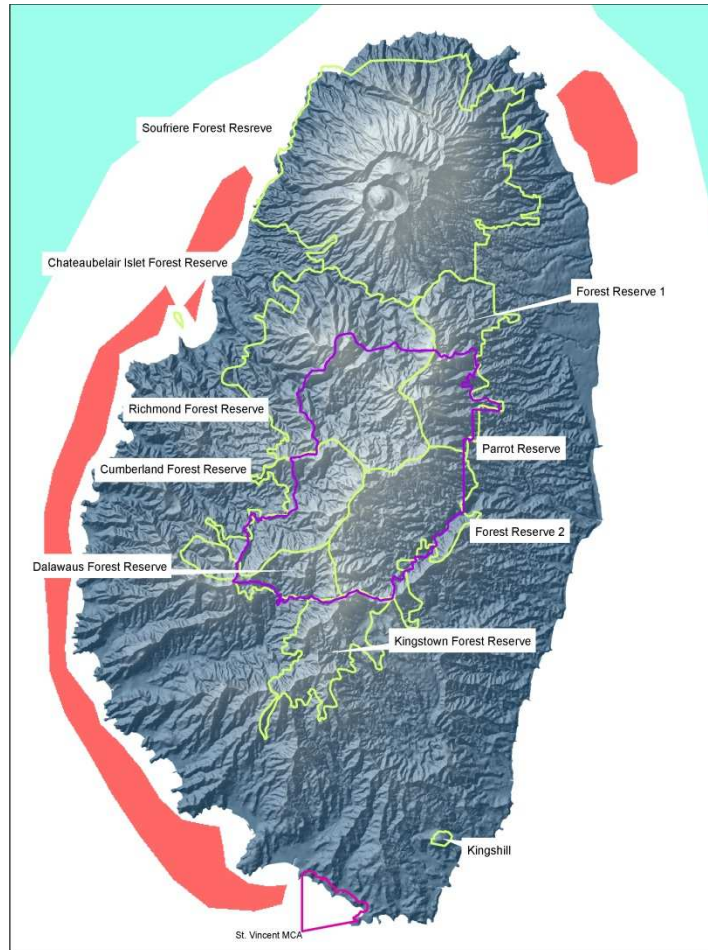 Soufriere Forest Resreve
Chateaubelair Islet Forest Reserve
Forest Reserve 1
Richmond Forest Reserve
Parrot Reserve
Cumberland Forest Reserve
Forest Reserve 2
Dalawaus Forest Reserve
Kingstown Forest Reserve
Kingshill
St. Vincent MCA